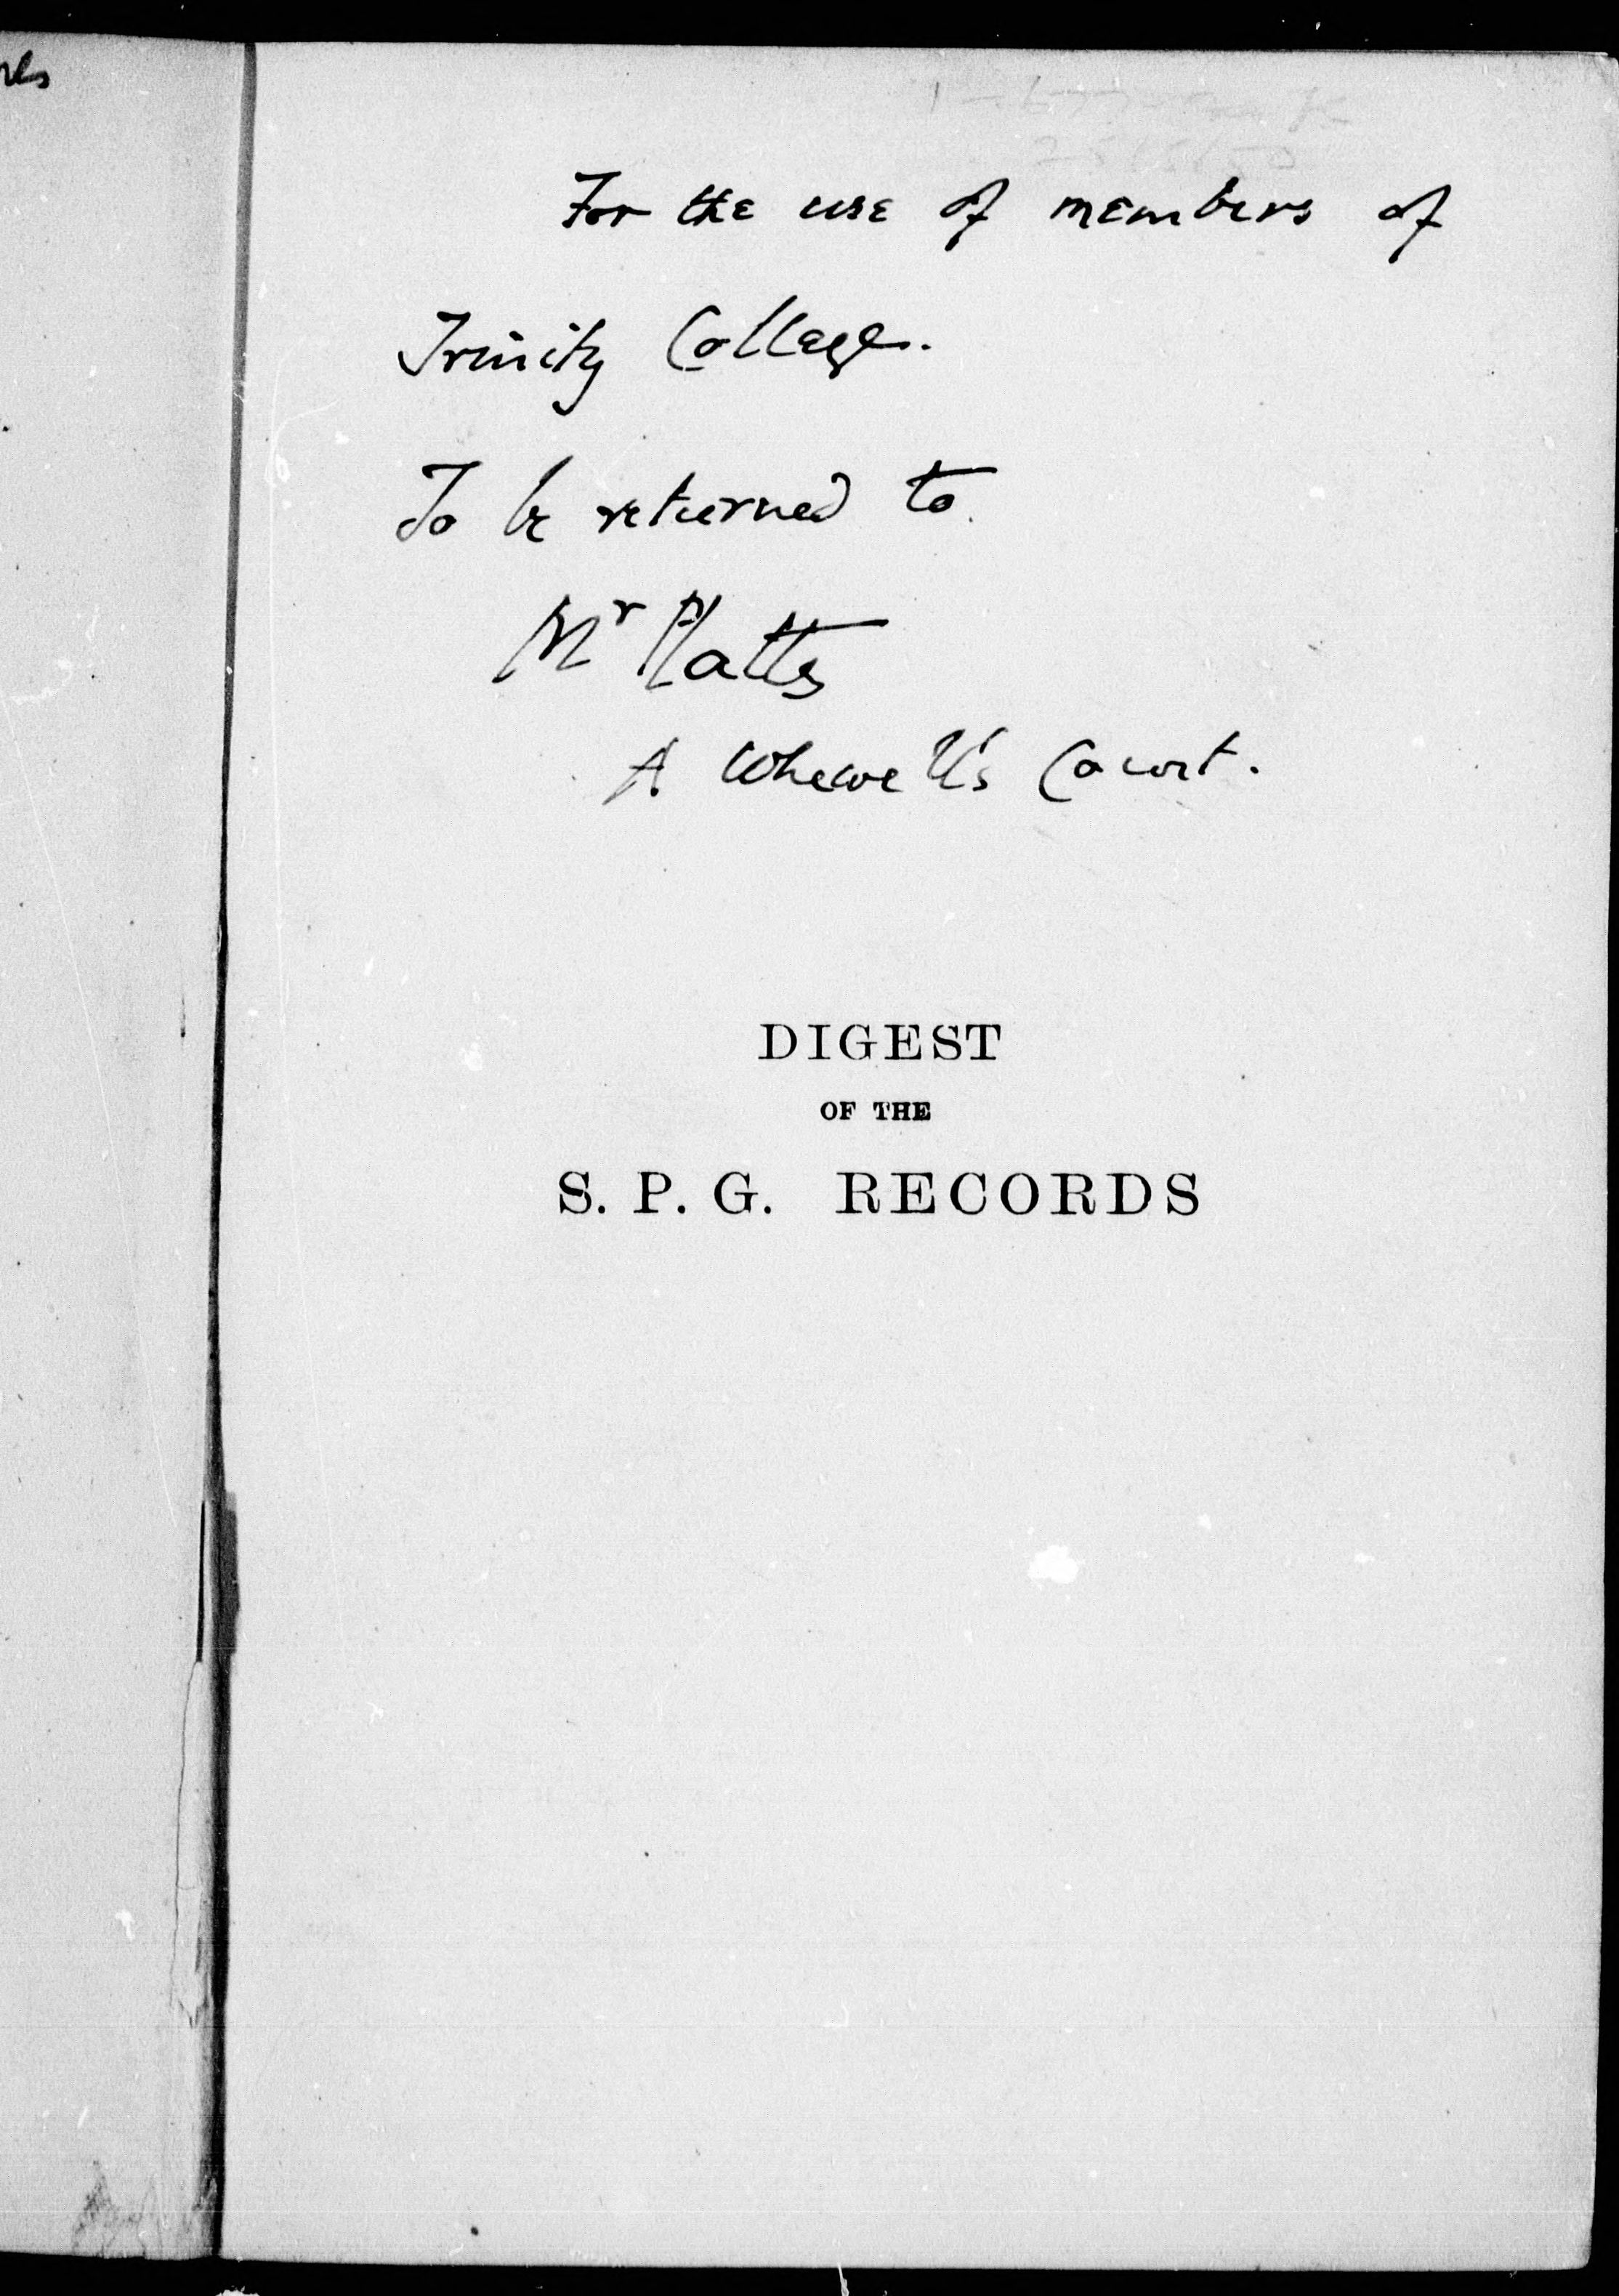 For the use of members of
Trinity College.
To be returned to
Mr Platts
A Whewell's Court.
DIGEST
OF THE
S. P. G. RECORDS